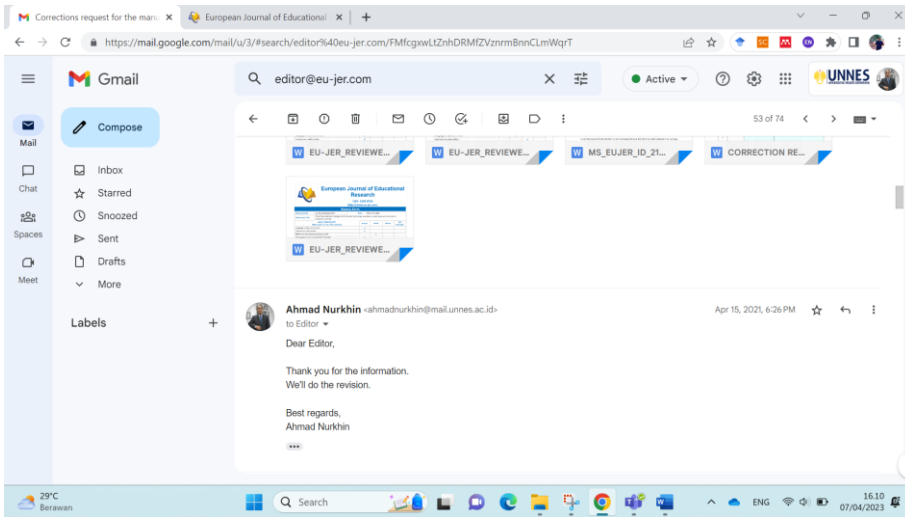 Corrections request for the manu
European Journal of Educational
https://mail.google.com/mail/u/3/#search/editor%40eu-jer.com/FMfcgxwLtZnhDRMfZVznrmBnnCLmWqrT
Gmail
editor@eu-jer.com
Active
UNNES
Mail
Chat
Spaces
Meet
Compose
Inbox
Starred
Snoozed
Sent
Drafts
More
Labels
53 of 74
EU-JER_REVIEWE...
EU-JER_REVIEWE...
MS_EUJER_ID_21...
CORRECTION RE...
European Journal of Educational
Research
EU-JER_REVIEWE...
Ahmad Nurkhin <ahmadnurkhin@mail.unnes.ac.id>
Apr 15, 2021, 6:26 PM
to Editor
Dear Editor,
Thank you for the information.
We'll do the revision.
Best regards,
Ahmad Nurkhin
29°C
Berawan
Search
ENG
16.10
07/04/2023